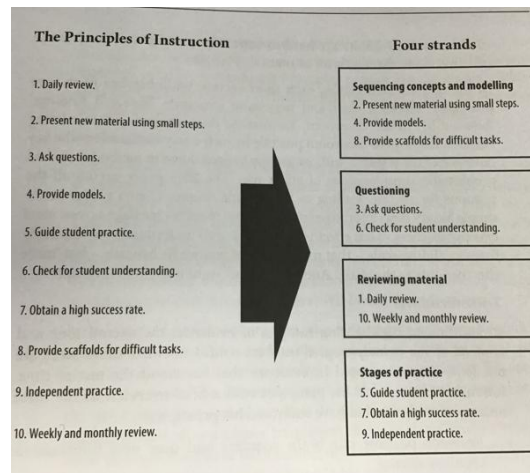 The Principles of Instruction
1. Daily review.
2. Present new material using small steps.
3. Ask questions.
4. Provide models.
5. Guide student practice.
6. Check for student understanding.
7. Obtain a high success rate.
8. Provide scaffolds for difficult tasks.
9. Independent practice.
10. Weekly and monthly review.
Four strands
Sequencing concepts and modelling
2. Present new material using small steps.
4. Provide models.
8. Provide scaffolds for difficult tasks.
Questioning
3. Ask questions.
6. Check for student understanding.
Reviewing material
1. Daily review.
10. Weekly and monthly review.
Stages of practice
5. Guide student practice.
7. Obtain a high success rate.
9. Independent practice.